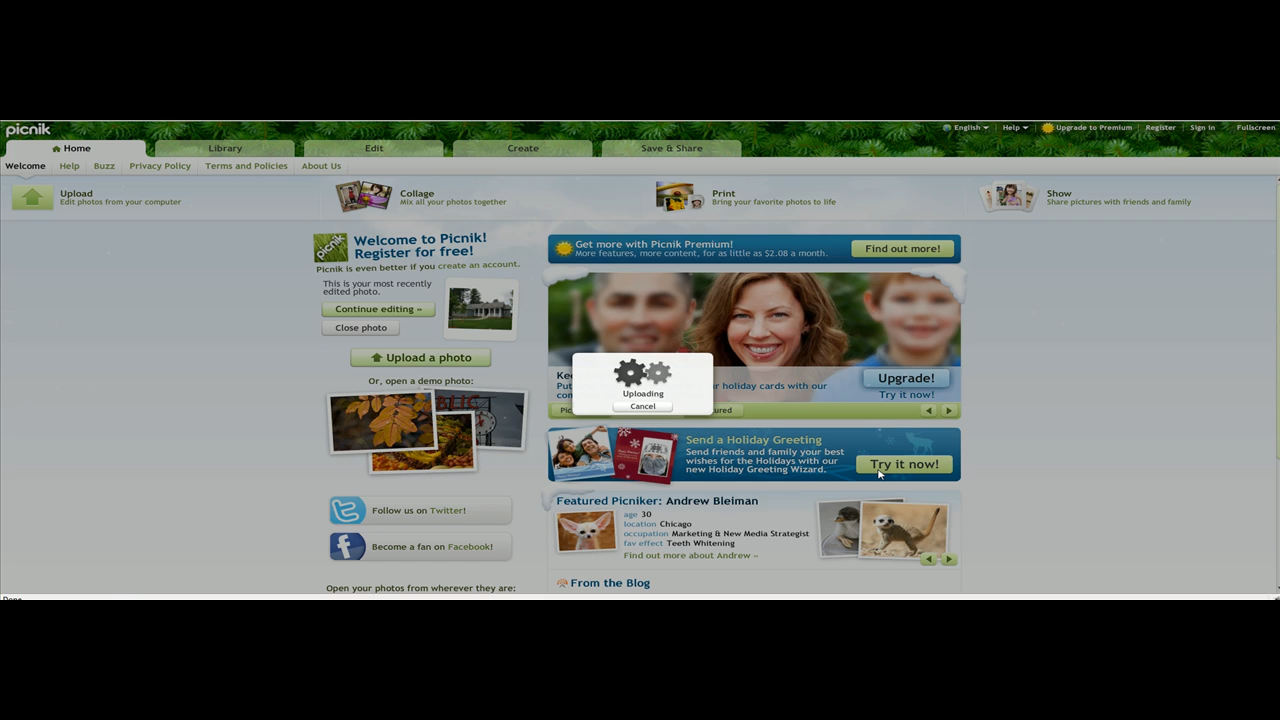 picnik
English
Help
Upgrade to Premium
Register
Sign in
Fullscreen
Home
Library
Edit
Create
Save & Share
Welcome
Help
Buzz
Privacy Policy
Terms and Policies
About Us
Upload
Edit photos from your computer
Collage
Mix all your photos together
Print
Bring your favorite photos to life
Show
Share pictures with friends and family
Picnik
Welcome to Picnik!
Register for free!
Picnik is even better if you create an account.
This is your most recently
edited photo.
Continue editing »
Close photo
Upload a photo
Or, open a demo photo:
Follow us on Twitter!
Become a fan on Facebook!
Open your photos from wherever they are:
Get more with Picnik Premium!
More features, more content, for as little as $2.08 a month.
Find out more!
holiday cards with our
Upgrade!
Try it now!
Uploading
Cancel
Send a Holiday Greeting
Send friends and family your best
wishes for the Holidays with our
new Holiday Greeting Wizard.
Try it now!
Featured Picniker: Andrew Bleiman
age 30
location Chicago
occupation Marketing & New Media Strategist
fav effect Teeth Whitening
Find out more about Andrew »
From the Blog
Done